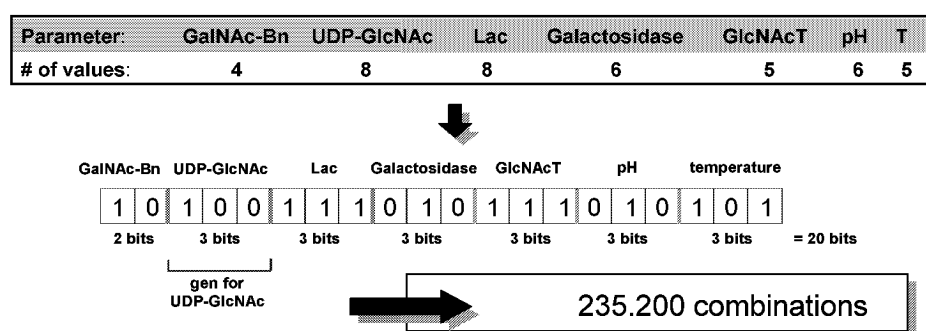 Parameter: GalNAc-Bn UDP-GlcNAc Lac Galactosidase GlcNAcT pH T
# of values: 4 8 8 6 5 6 5
GalNAc-Bn UDP-GlcNAc Lac Galactosidase GlcNAcT pH temperature
1 0 1 0 0 1 1 1 0 1 0 1 1 1 0 1 0 1 0 1
2 bits 3 bits 3 bits 3 bits 3 bits 3 bits 3 bits = 20 bits
gen for
UDP-GlcNAc
235.200 combinations